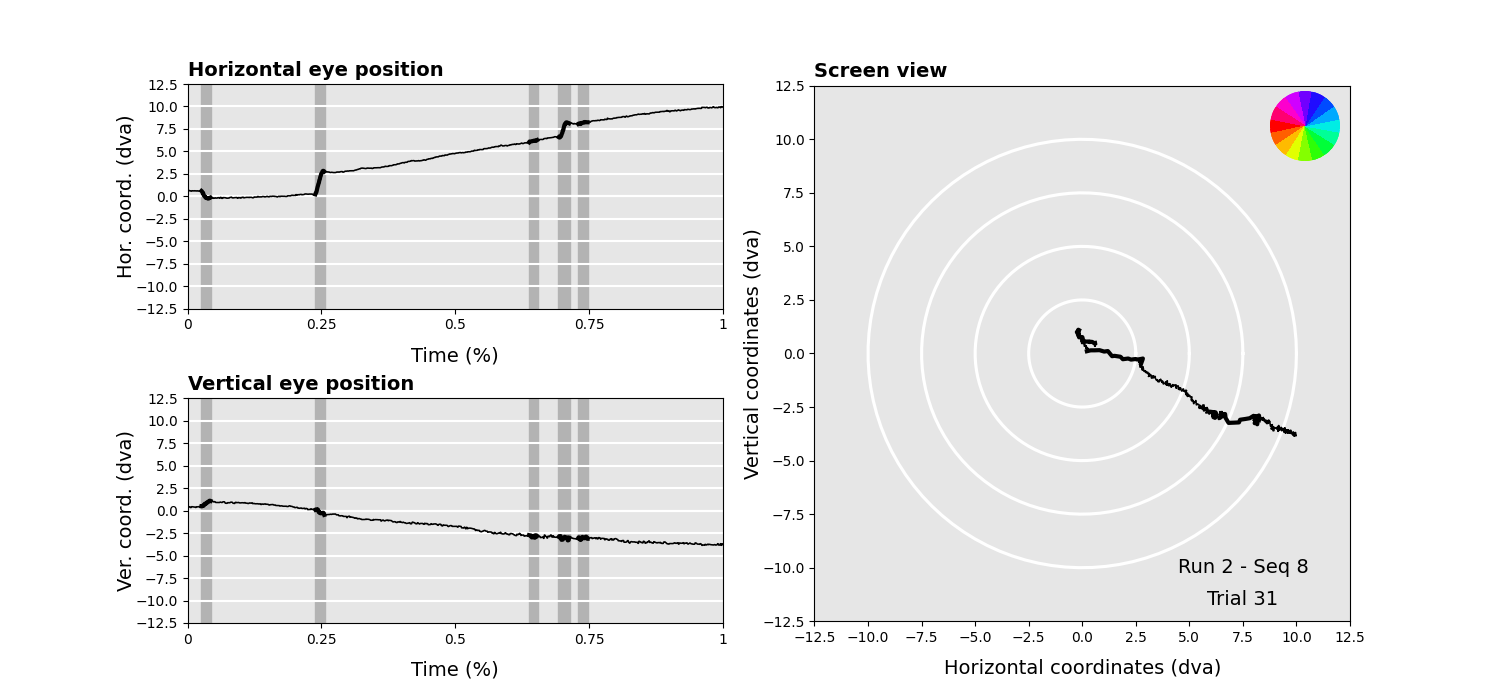 Horizontal eye position
Hor. coord. (dva)
12.5
10.0
7.5
5.0
2.5
0.0
−2.5
−5.0
−7.5
−10.0
−12.5
0 0.25 0.5 0.75 1
Time (%)
Vertical eye position
Ver. coord. (dva)
12.5
10.0
7.5
5.0
2.5
0.0
−2.5
−5.0
−7.5
−10.0
−12.5
0 0.25 0.5 0.75 1
Time (%)
Screen view
Vertical coordinates (dva)
12.5
10.0
7.5
5.0
2.5
0.0
−2.5
−5.0
−7.5
−10.0
−12.5
Run 2 - Seq 8
Trial 31
−12.5 −10.0 −7.5 −5.0 −2.5 0.0 2.5 5.0 7.5 10.0 12.5
Horizontal coordinates (dva)